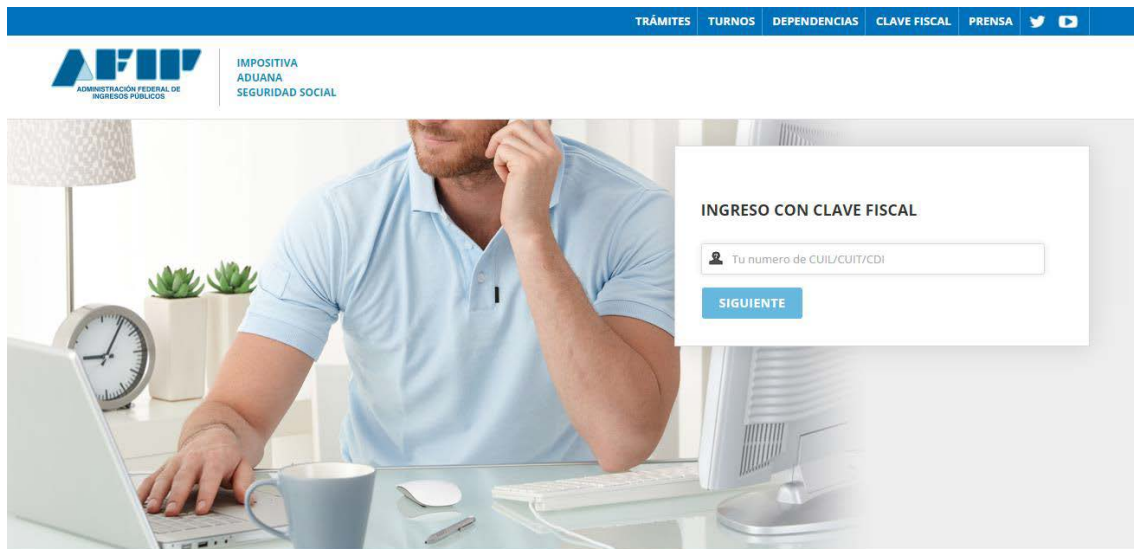 TRÁMITES TURNOS DEPENDENCIAS CLAVE FISCAL PRENSA
AFIP
ADMINISTRACIÓN FEDERAL DE
INGRESOS PÚBLICOS
IMPOSITIVA
ADUANA
SEGURIDAD SOCIAL
INGRESO CON CLAVE FISCAL
Tu numero de CUIL/CUIT/CDI
SIGUIENTE